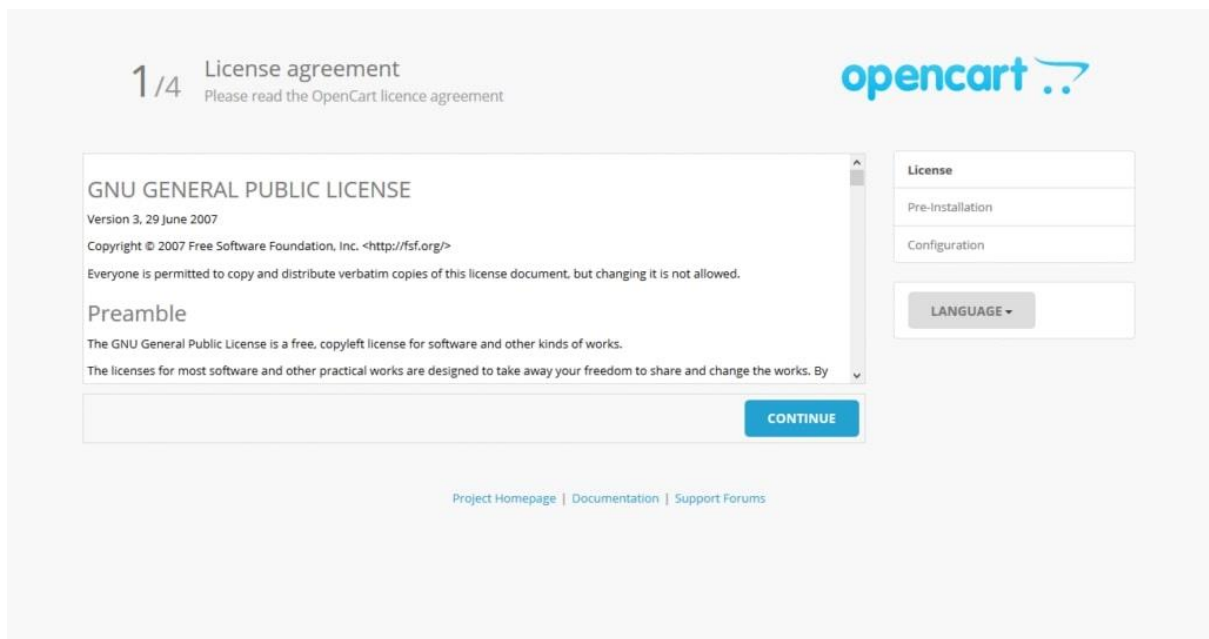 1/4
License agreement
Please read the OpenCart licence agreement
opencart
GNU GENERAL PUBLIC LICENSE
Version 3, 29 June 2007
Copyright © 2007 Free Software Foundation, Inc. <http://fsf.org/>
Everyone is permitted to copy and distribute verbatim copies of this license document, but changing it is not allowed.
Preamble
The GNU General Public License is a free, copyleft license for software and other kinds of works.
The licenses for most software and other practical works are designed to take away your freedom to share and change the works. By
CONTINUE
License
Pre-Installation
Configuration
LANGUAGE
Project Homepage | Documentation | Support Forums